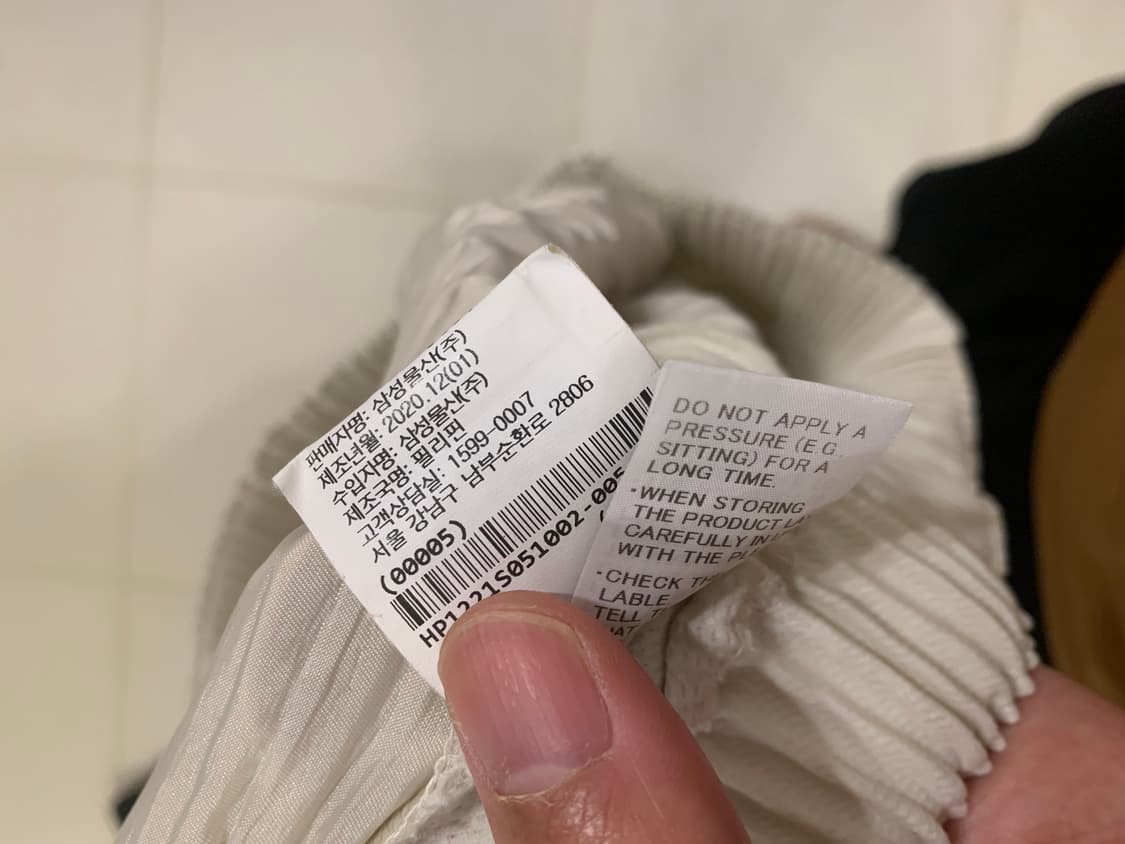 판매자명: 삼성물산(주)
제조년월: 2020.12(01)
수입자명: 삼성물산(주)
제조국명: 필리핀
고객상담실: 1599-0007
서울 강남구 남부순환로 2806
(00005)
HP1221S051002-005
DO NOT APPLY A
PRESSURE (E.G.
SITTING) FOR A
LONG TIME.
-WHEN STORING
THE PRODUCT
CAREFULLY
WITH THE
-CHECK
LABLE
TELL